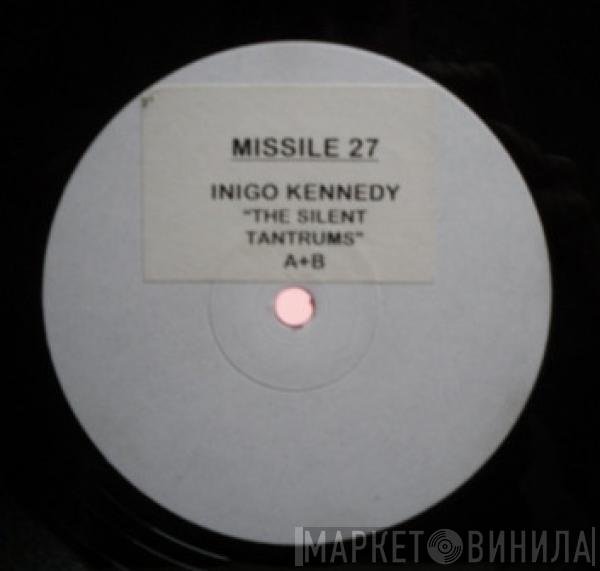 MISSILE 27
INIGO KENNEDY
"THE SILENT
TANTRUMS"
A+B
МАРКЕТ ВИНИЛА